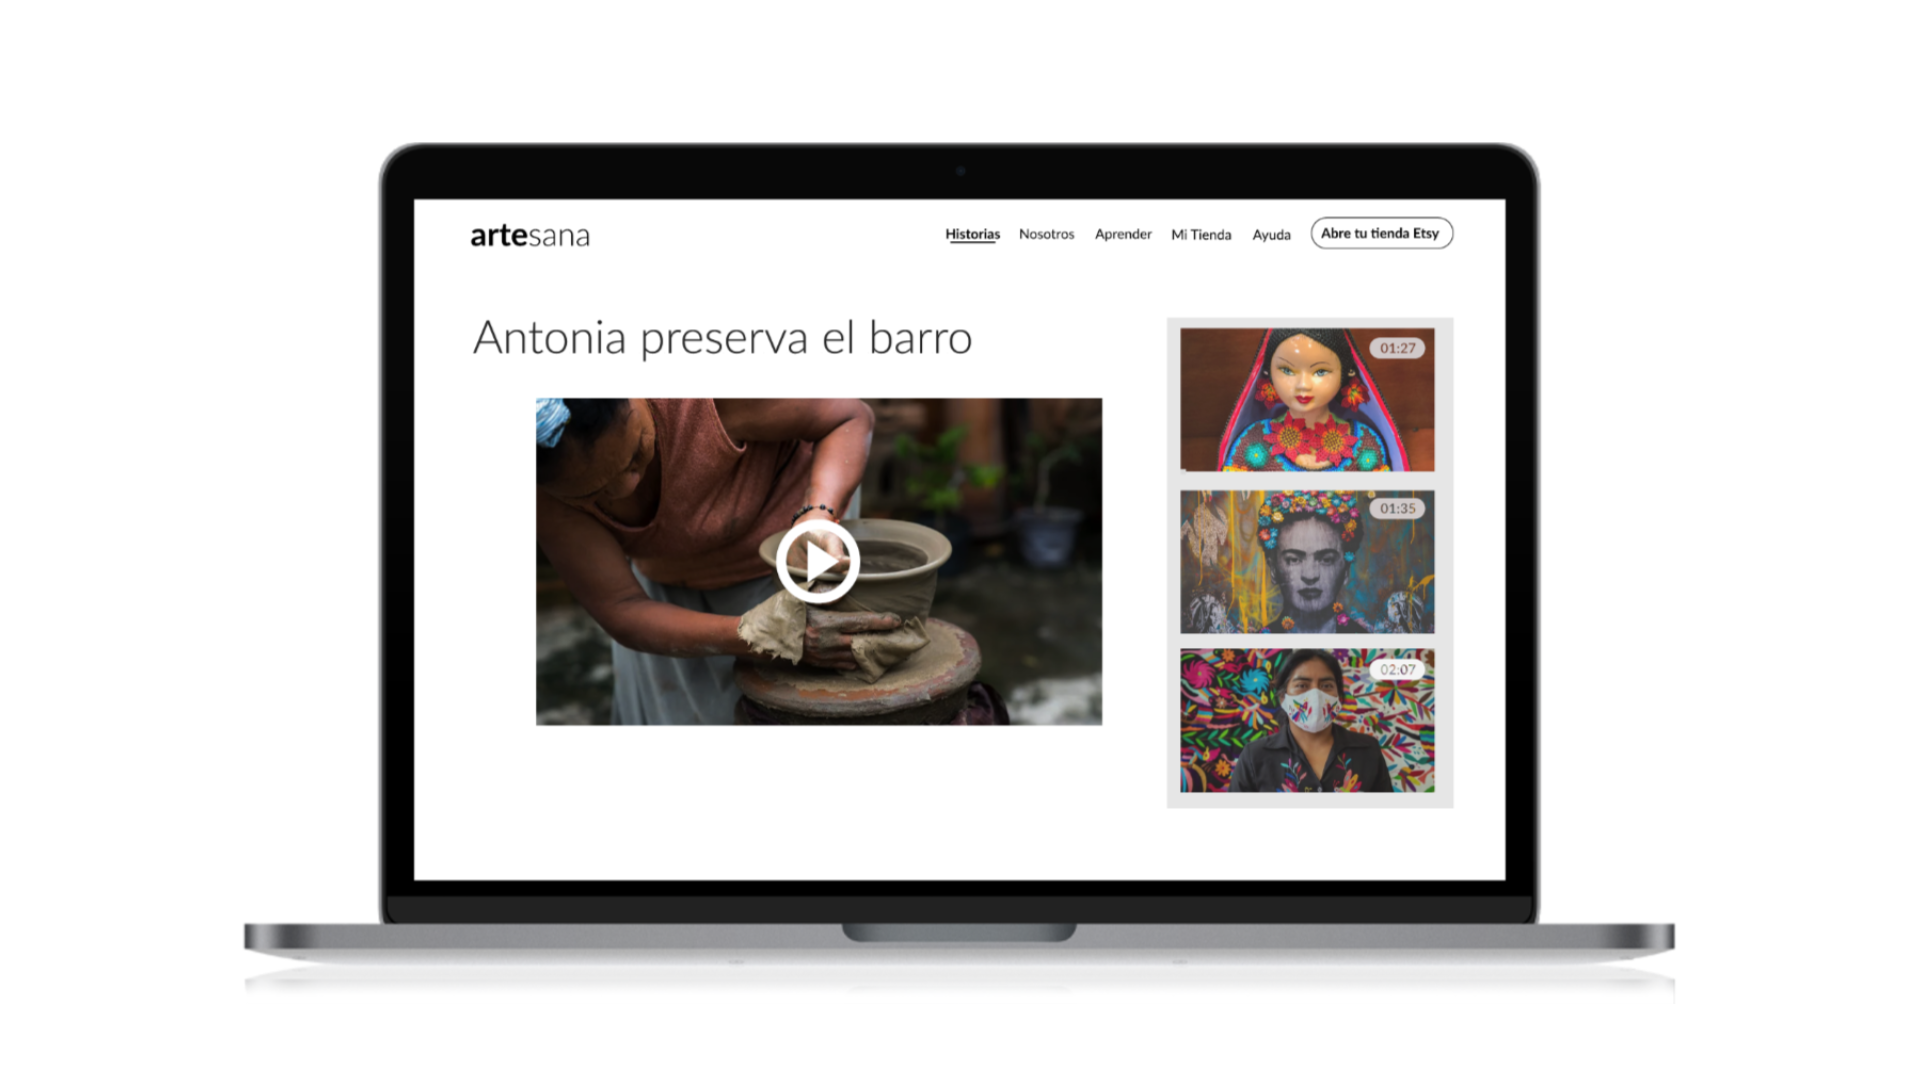 artesana
Historias Nosotros Aprender Mi Tienda Ayuda Abre tu tienda Etsy
Antonia preserva el barro
01:27
01:35
02:07